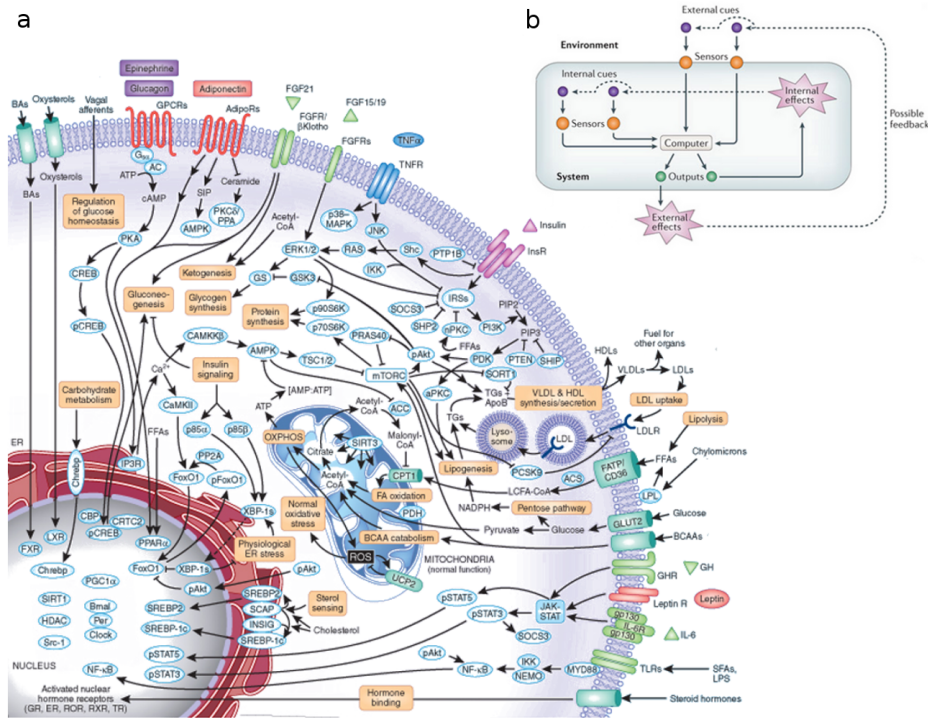 a
b
External cues
Environment
Sensors
Internal cues
Internal
effects
Sensors
Computer
Possible
feedback
Outputs
System
External
effects
Epinephrine
Glucagon
Adiponectin
FGF21
BAs
Oxysterols
Vagal
afferents
GPCRs
AdipoRs
FGFR/
βKlotho
FGF15/19
FGFRs
TNFα
TNFR
AC
ATP
cAMP
Oxysterols
BAs
SIP
Ceramide
AMPK
PKC&
PPA
Regulation
of glucose
homeostasis
Acetyl-
CoA
p38–
MAPK
JNK
Insulin
InsR
PKA
ERK1/2
RAS
Shc
PTP1B
IKK
CREB
Ketogenesis
GS
GSK3
IRSs
Gluconeo-
genesis
Glycogen
synthesis
SOCS3
PIP2
pCREB
Protein
synthesis
p90S6K
p70S6K
SHP2
nPKC
PI3K
PIP3
PRAS40
FFAs
CAMKKβ
AMPK
TSC1/2
pAkt
PDK
PTEN
SHIP
Ca2+
mTORC
SORT1
Insulin
signaling
[AMP:ATP]
aPKC
TGs
ApoB
VLDL & HDL
synthesis/secretion
HDLs
VLDLs
Fuel for
other organs
LDLs
LDL uptake
Carbohydrate
metabolism
CaMKII
ATP
Acetyl-
CoA
ACC
TGs
Lipolysis
ER
FFAs
p85α
p85β
OXPHOS
Malonyl-
CoA
Lyso-
some
LDL
LDLR
Chylomicrons
Chrebp
IP3R
PP2A
Citrate
SIRT3
FoxO1
pFoxO1
Acetyl-
CoA
CPT1
Lipogenesis
PCSK9
ACS
FATP/
CD36
FFAs
LPL
FA oxidation
LCFA-CoA
NADPH
Pentose pathway
Glucose
CBP
CRTC2
pCREB
XBP-1s
Normal
oxidative
stress
PDH
Pyruvate
Glucose
GLUT2
FXR
LXR
PPARα
BCAA catabolism
BCAAs
Physiological
ER stress
Chrebp
FoxO1
XBP-1s
ROS
MITOCHONDRIA
(normal function)
pAkt
pAkt
UCP2
GHR
GH
PGC1α
SIRT1
SREBP2
SREBP2
SCAP
INSIG
SREBP-1c
Sterol
sensing
Cholesterol
pSTAT5
pSTAT3
JAK-
STAT
Leptin R
Leptin
HDAC
Bmal
Per
Clock
SREBP-1c
SOCS3
gp130
IL-6R
gp130
IL-6
Src-1
pSTAT5
pSTAT3
pAkt
IKK
NEMO
MYD88
TLRs
SFAs,
LPS
NUCLEUS
NF-κB
NF-κB
Activated nuclear
hormone receptors
(GR, ER, ROR, RXR, TR)
Hormone
binding
Steroid hormones